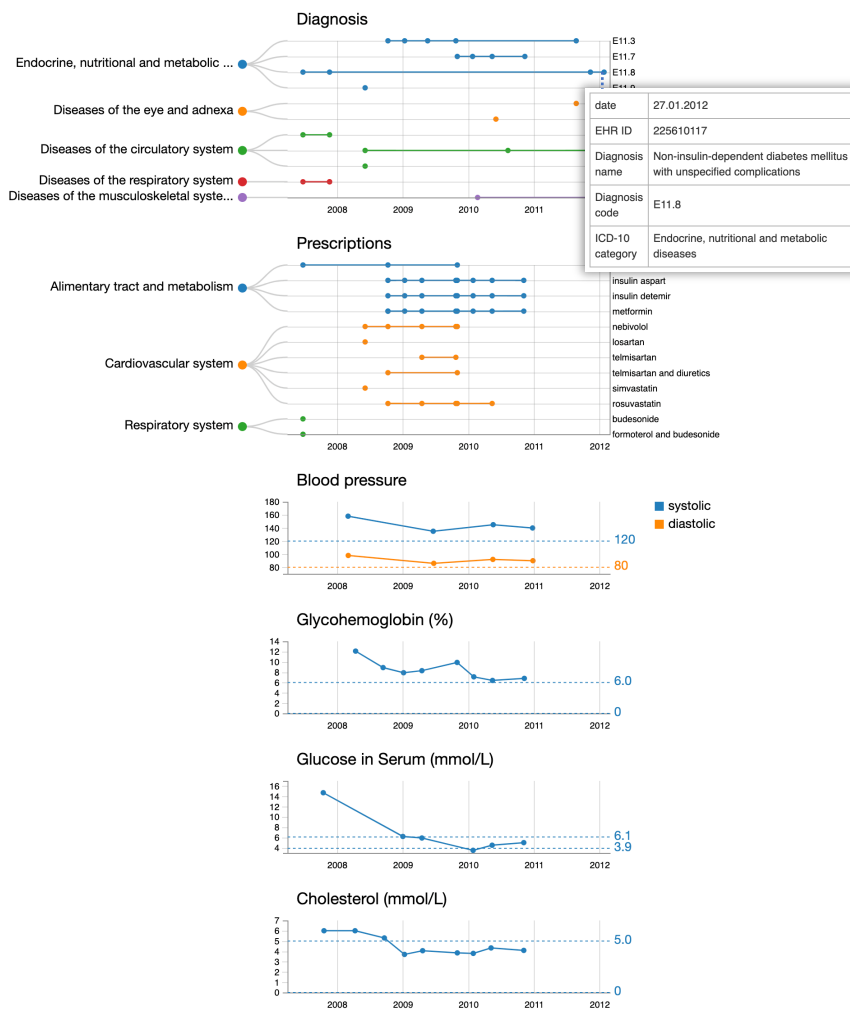 Diagnosis
E11.3
Endocrine, nutritional and metabolic ...
E11.7
E11.8
Diseases of the eye and adnexa
Diseases of the circulatory system
Diseases of the respiratory system
Diseases of the musculoskeletal syste...
2008 2009 2010 2011
date 27.01.2012
EHR ID 225610117
Diagnosis name Non-insulin-dependent diabetes mellitus
with unspecified complications
Diagnosis code E11.8
ICD-10 category Endocrine, nutritional and metabolic
diseases
Prescriptions
Alimentary tract and metabolism
insulin aspart
insulin detemir
metformin
nebivolol
losartan
Cardiovascular system
telmisartan
telmisartan and diuretics
simvastatin
rosuvastatin
Respiratory system
budesonide
formoterol and budesonide
2008 2009 2010 2011 2012
Blood pressure
180
160
140
120
100
80
120
80
systolic
diastolic
2008 2009 2010 2011 2012
Glycohemoglobin (%)
14
12
10
8
6
4
2
0
6.0
0
2008 2009 2010 2011 2012
Glucose in Serum (mmol/L)
16
14
12
10
8
6
4
6.1
3.9
2008 2009 2010 2011 2012
Cholesterol (mmol/L)
7
6
5
4
3
2
1
0
5.0
0
2008 2009 2010 2011 2012